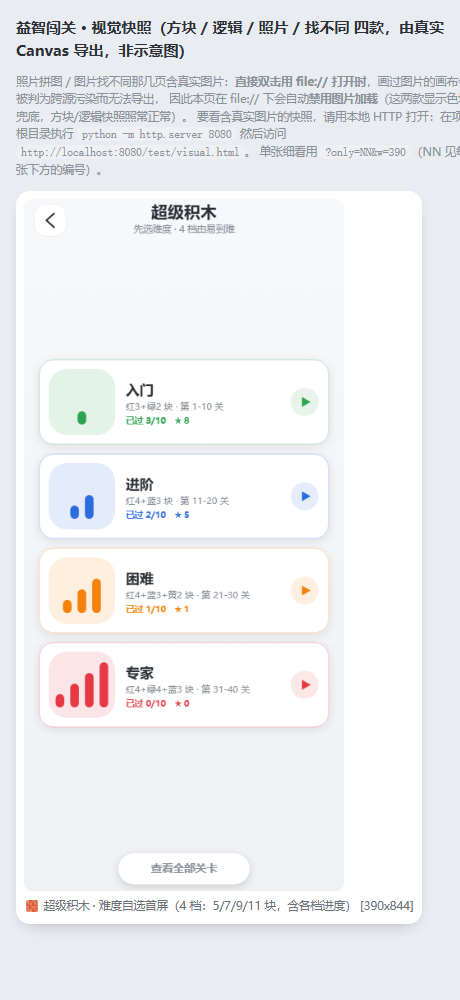 益智闯关 • 视觉快照（方块 / 逻辑 / 照片 / 找不同 四款，由真实
Canvas 导出，非示意图）
照片拼图 / 图片找不同那几页含真实图片：直接双击用 file:// 打开时，画过图片的画布
被判为跨源污染而无法导出， 因此本页在 file:// 下会自动禁用图片加载（这两款显示色
兜底，方块/逻辑快照照常正常）。 要看含真实图片的快照，请用本地 HTTP 打开：在项
根目录执行 python -m http.server 8080 然后访问
http://localhost:8080/test/visual.html 。 单张细看用 ?only=NN&w=390 （NN 见每
张下方的编号）。
超级积木
先选难度 · 4 档由易到难
入门
红3+绿2 块 · 第 1-10 关
已过 3/10 ★ 8
进阶
红4+蓝3 块 · 第 11-20 关
已过 2/10 ★ 5
困难
红4+蓝3+黄2 块 · 第 21-30 关
已过 1/10 ★ 1
专家
红4+绿4+蓝3 块 · 第 31-40 关
已过 0/10 ★ 0
查看全部关卡
超级积木 · 难度自选首屏（4 档：5/7/9/11 块，含各档进度） [390x844]